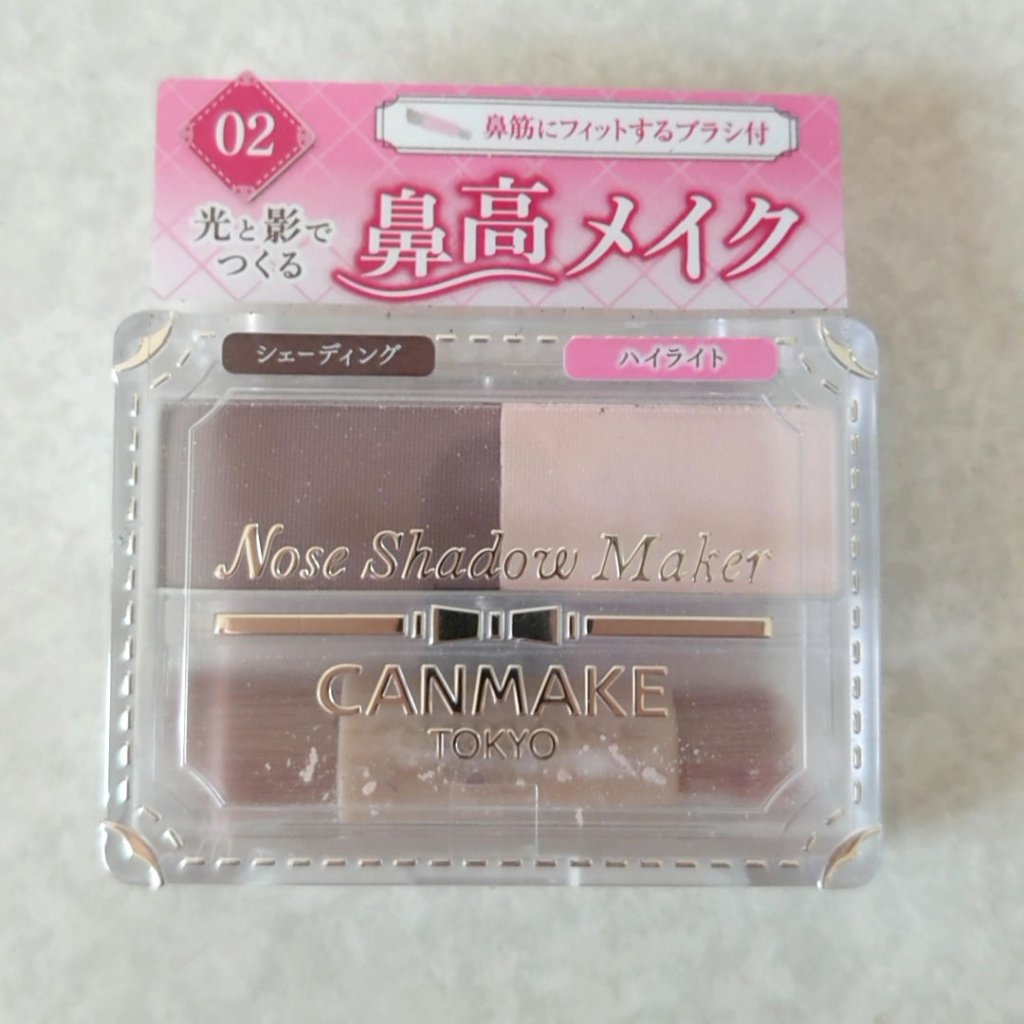 02
鼻筋にフィットするブラシ付
光と影で
つくる
鼻高メイク
シェーディング
ハイライト
Nose Shadow Maker
CANMAKE
TOKYO